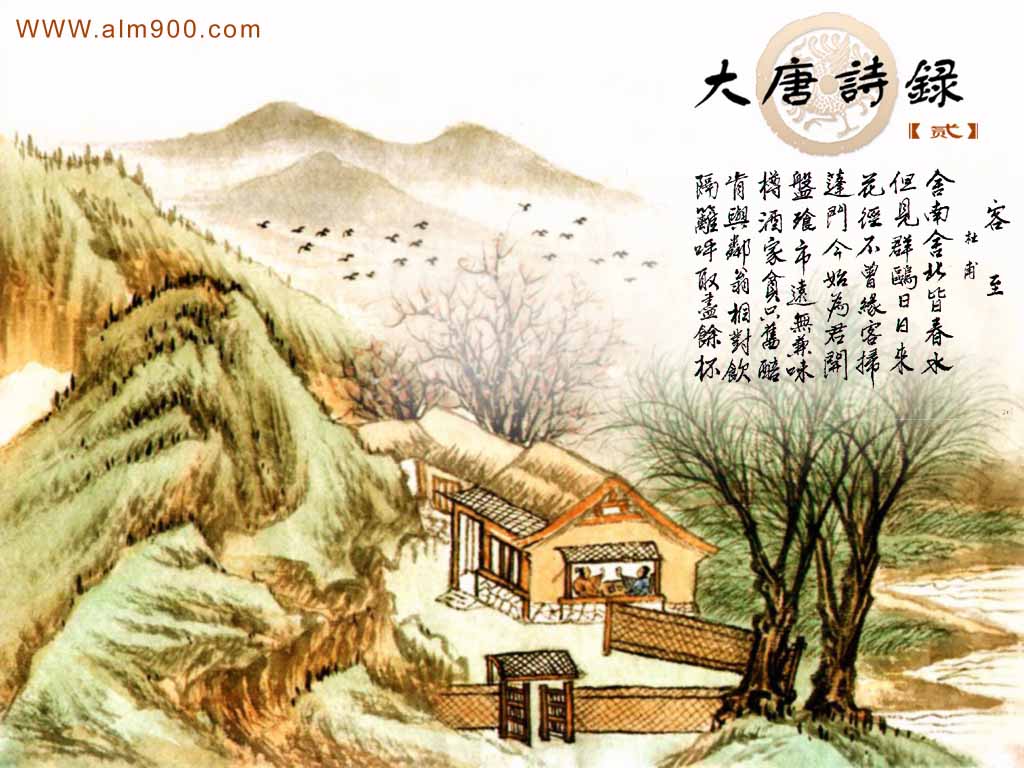 WWW.alm900.com
大唐詩録
【贰】
客至
杜甫
舍南舍北皆春水
但見群鷗日日來
花徑不曾緣客掃
蓬門今始為君開
盤飧市遠無兼味
樽酒家貧只舊醅
肯與鄰翁相對飲
隔籬呼取盡餘杯